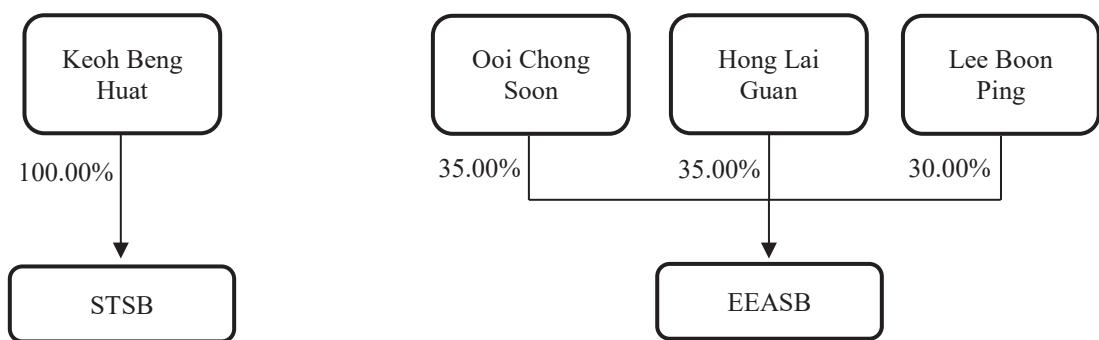 Keoh Beng
Huat
Ooi Chong
Soon
Hong Lai
Guan
Lee Boon
Ping
100.00%
35.00%
35.00%
30.00%
STSB
EEASB